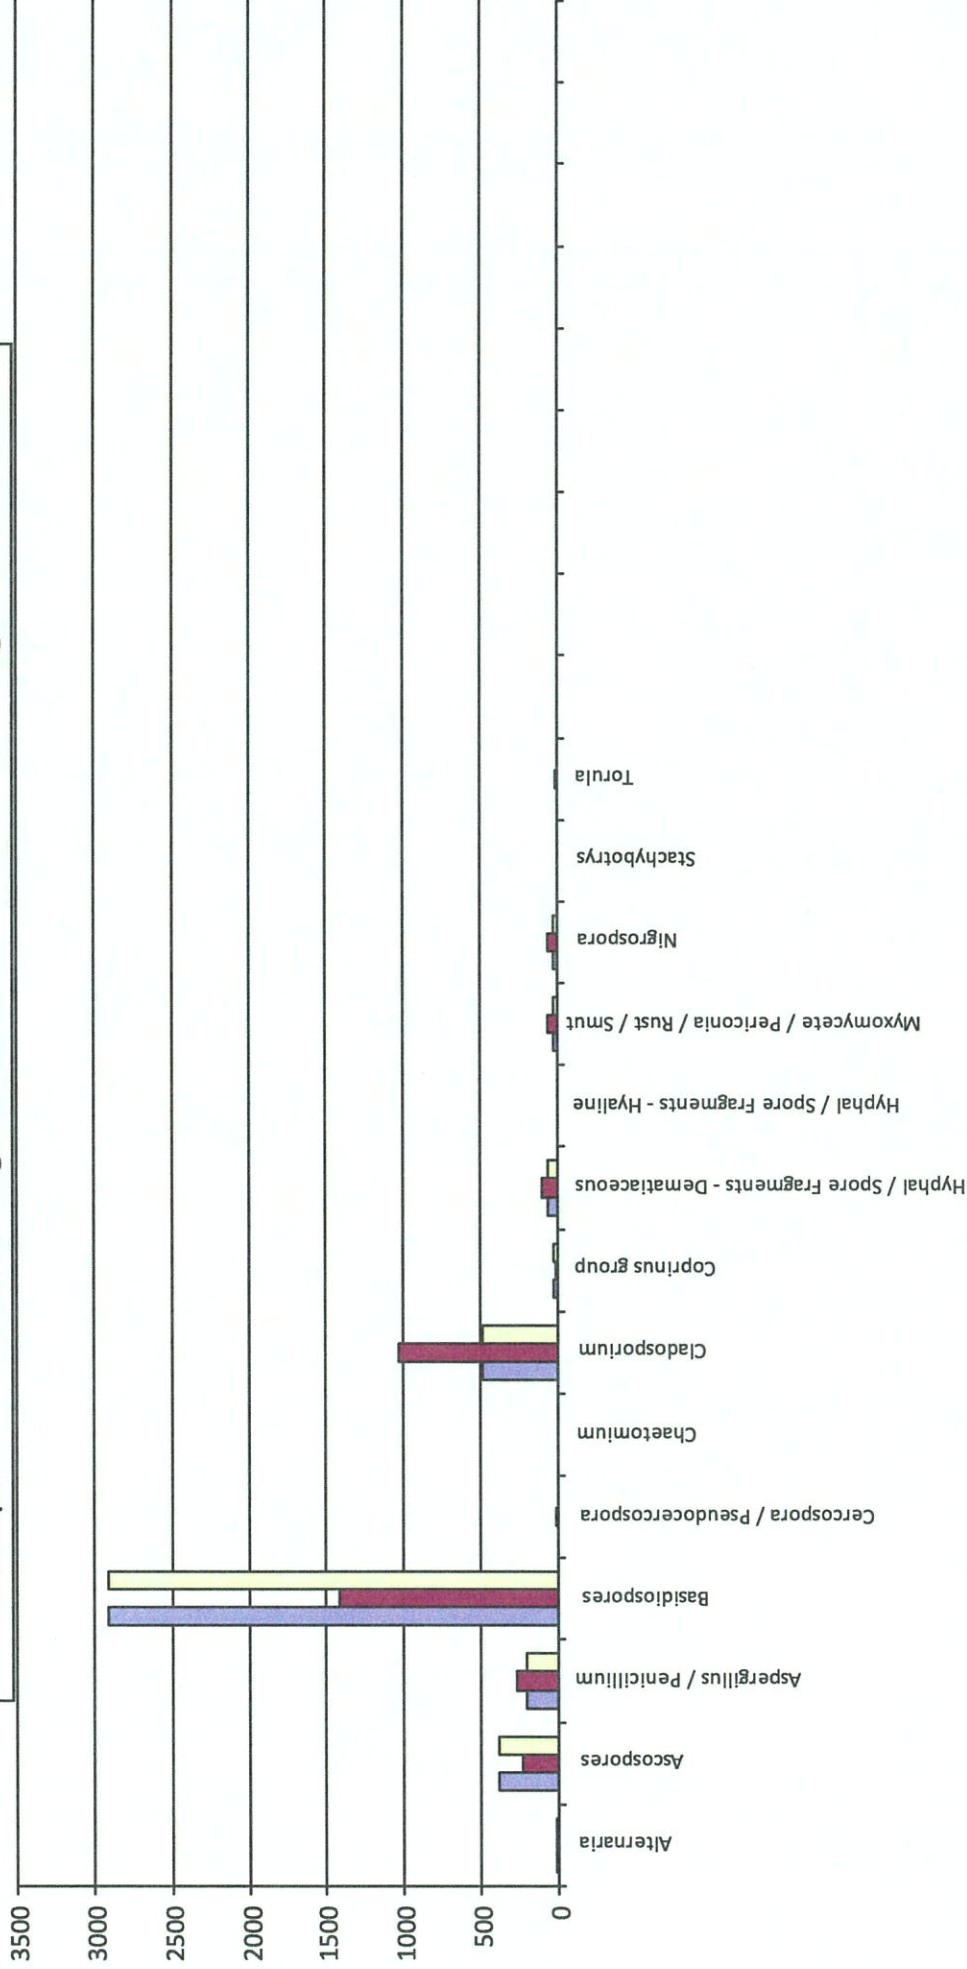 3500
3000
2500
2000
1500
1000
500
0
Alternaria
Ascospores
Aspergillus / Penicillium
Basidiospores
Cercospora / Pseudocercospora
Chaetomium
Cladosporium
Coprinus group
Hyphal / Spore Fragments - Dematiaceous
Hyphal / Spore Fragments - Hyaline
Myxomycete / Periconia / Rust / Smut
Nigrospora
Stachybotrys
Torula